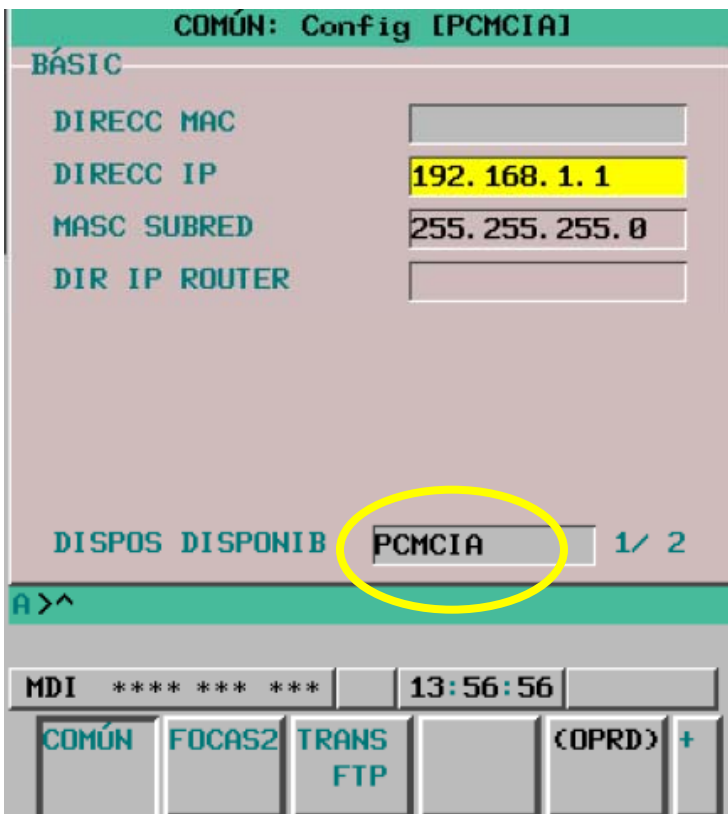 COMÚN: Config [PCMCIA]
BÁSIC
DIRECC MAC
DIRECC IP 192.168.1.1
MASC SUBRED 255.255.255.0
DIR IP ROUTER
DISPOS DISPONIB PCMCIA 1/ 2
A>^
MDI **** *** *** 13:56:56
COMÚN FOCAS2 TRANS (OPRD) +
FTP